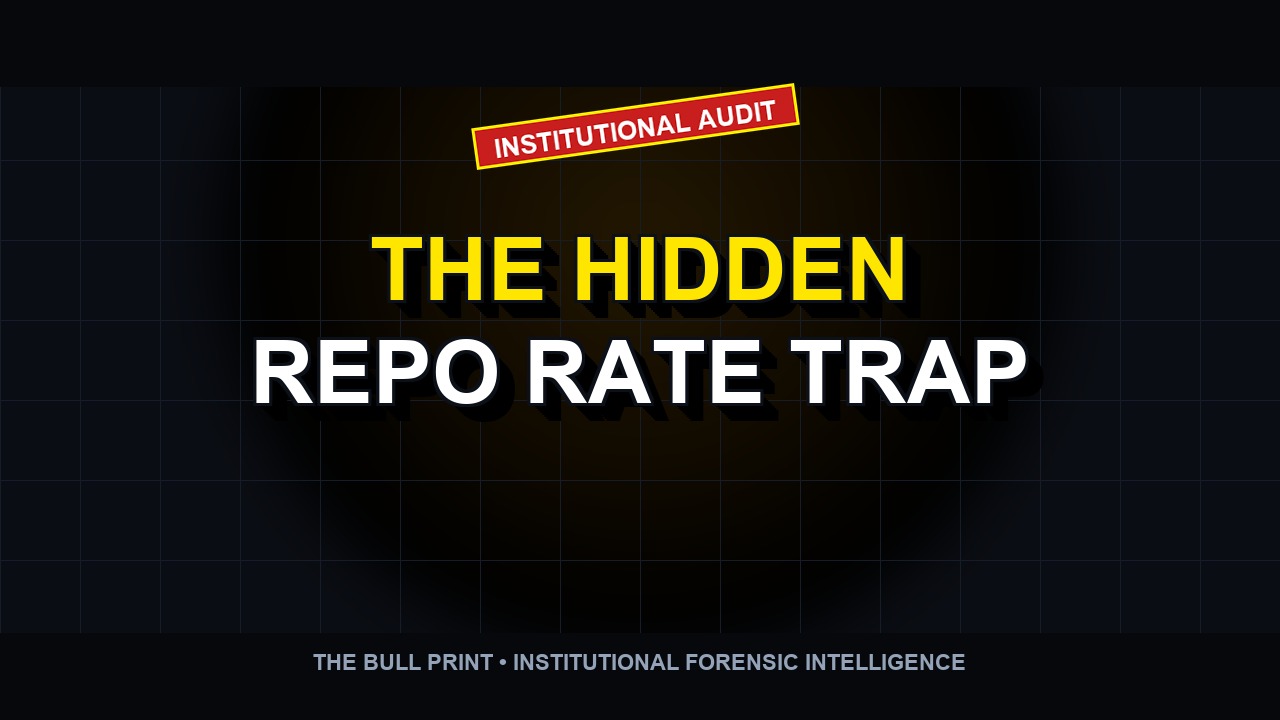 INSTITUTIONAL AUDIT
THE HIDDEN
REPO RATE TRAP
THE BULL PRINT • INSTITUTIONAL FORENSIC INTELLIGENCE